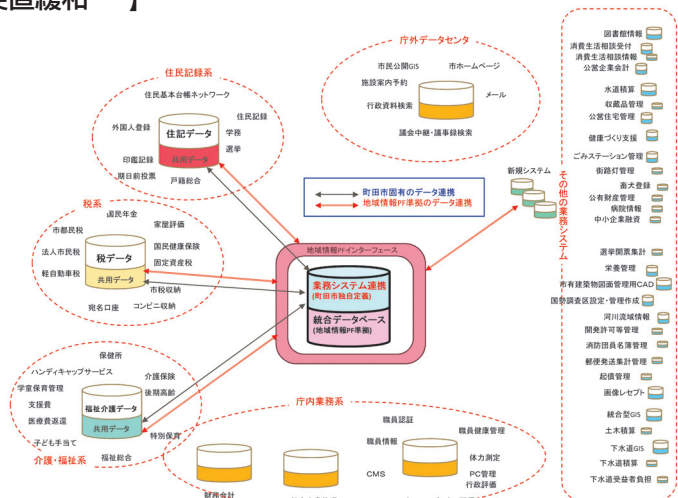 緩和 】
住民記録系
住民基本台帳ネットワーク
外国人登録
住記データ
共用データ
住民記録
学務
選挙
印鑑記録
期日前投票
戸籍総合
庁外データセンタ
市民公開GIS
市ホームページ
施設案内予約
行政資料検索
メール
議会中継・議事録検索
町田市固有のデータ連携
地域情報PF準拠のデータ連携
新規システム
税系
国民年金
市都民税
家屋評価
法人市民税
税データ
共用データ
国民健康保険
固定資産税
軽自動車税
市税収納
宛名口座
コンビニ収納
地域情報PFインターフェース
業務システム連携
(町田市独自定義)
統合データベース
(地域情報PF準拠)
保健所
ハンディキャップサービス
学童保育管理
介護保険
後期高齢
支援費
福祉介護データ
共用データ
医療費返還
子ども手当て
特別保育
福祉総合
介護・福祉系
庁内業務系
職員認証
職員情報
職員健康管理
体力測定
CMS
PC管理
行政評価
財務会計
その他の業務システム
図書館情報
消費生活相談受付
消費生活相談情報
公営企業会計
水道積算
収蔵品管理
公営住宅管理
健康づくり支援
ごみステーション管理
街路灯管理
畜犬登録
公有財産管理
病院情報
中小企業融資
選挙開票集計
栄養管理
市有建築物図面管理用CAD
国勢調査区設定・管理作成
河川流域情報
開発許可等管理
消防団員名簿管理
郵便発送集計管理
起債管理
画像レセプト
統合型GIS
土木積算
下水道GIS
下水道積算
下水道受益者負担